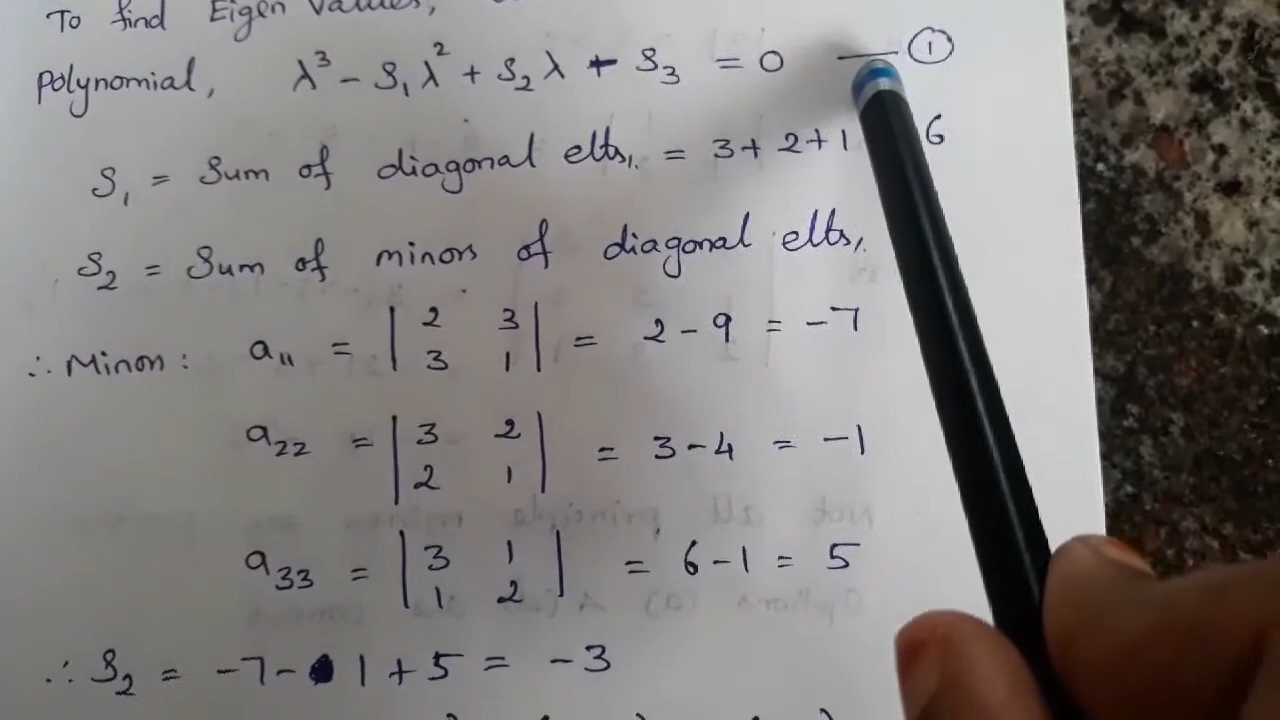 To find Eigen values,
Polynomial, λ³ - S₁λ² + S₂λ - S₃ = 0 — ①
S₁ = Sum of diagonal elts,. = 3+2+1 6
S₂ = Sum of minors of diagonal elts,.
∴ Minor: a₁₁ = | 2 3 | = 2-9 = -7
| 3 1 |
a₂₂ = | 3 2 | = 3-4 = -1
| 2 1 |
a₃₃ = | 3 1 | = 6-1 = 5
| 1 2 |
∴ S₂ = -7-1+5 = -3